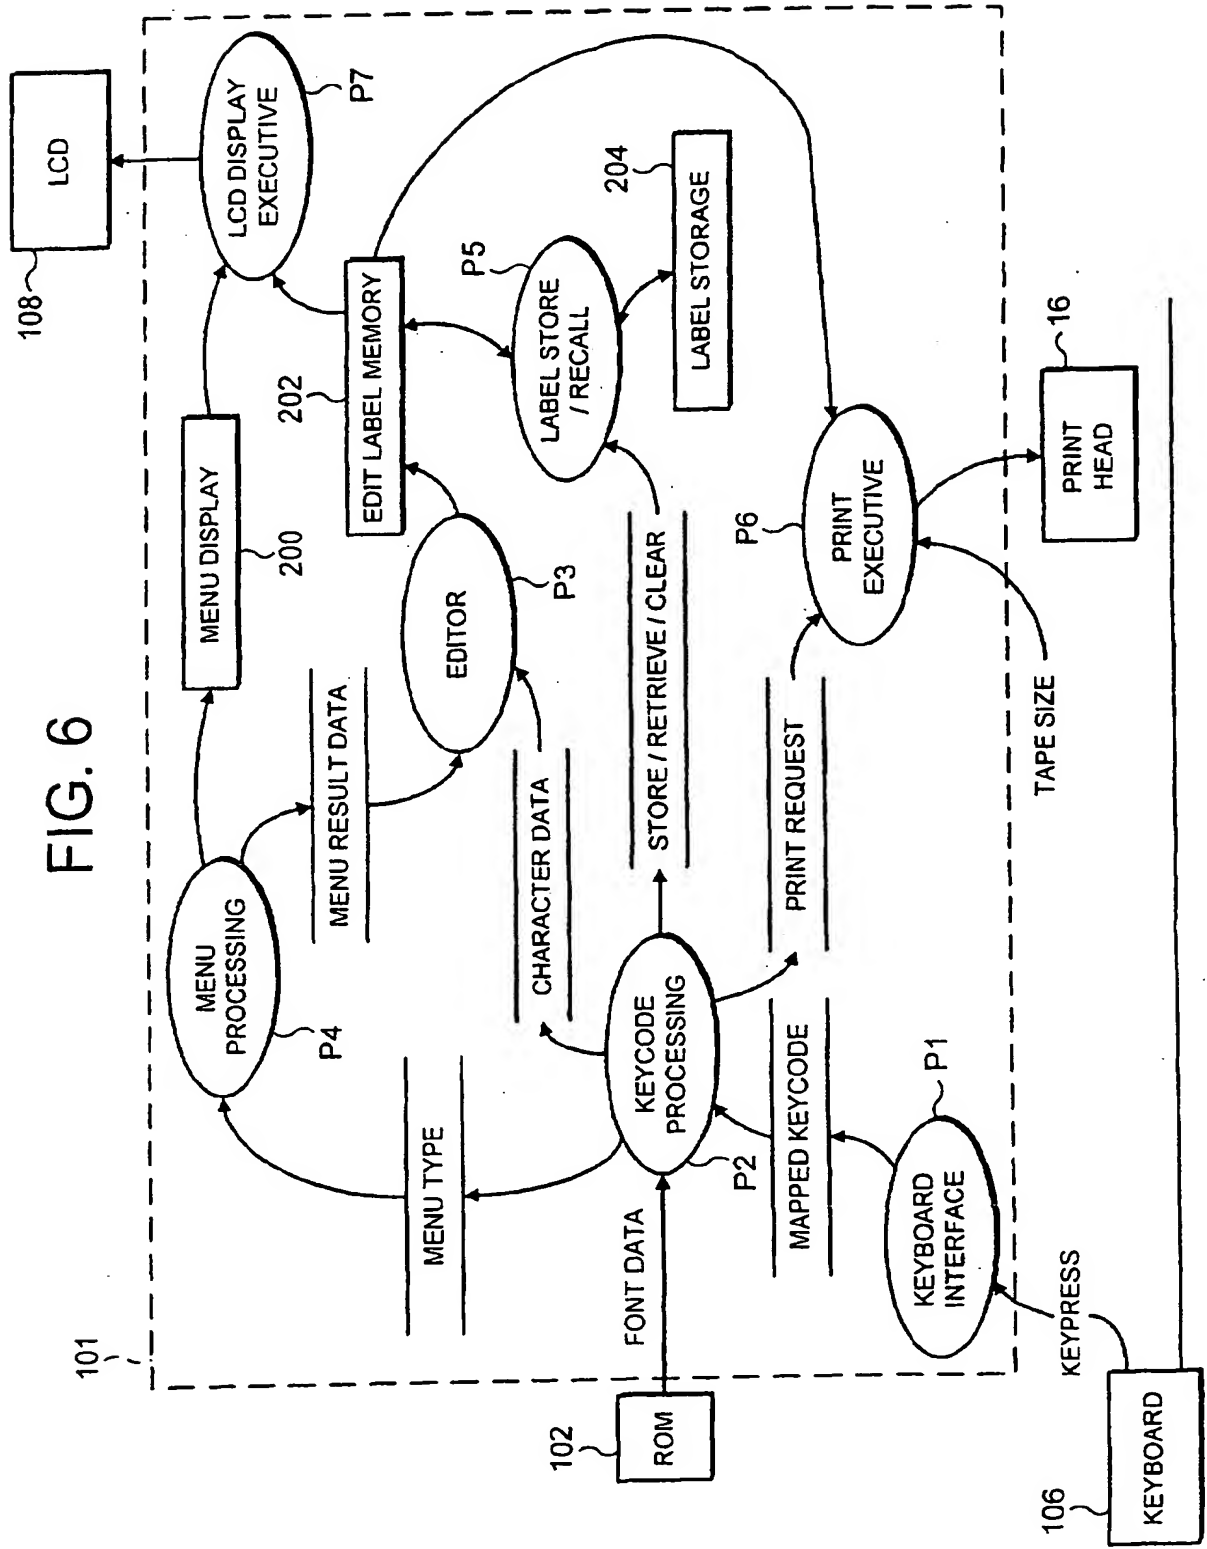 FIG. 6
101
108
LCD
LCD DISPLAY
EXECUTIVE
P7
MENU DISPLAY
200
MENU
PROCESSING
P4
MENU RESULT DATA
202
EDIT LABEL MEMORY
EDITOR
P3
MENU TYPE
CHARACTER DATA
P5
LABEL STORE
/ RECALL
204
LABEL STORAGE
STORE / RETRIEVE / CLEAR
102
ROM
FONT DATA
KEYCODE
PROCESSING
P2
PRINT REQUEST
P6
PRINT
EXECUTIVE
MAPPED KEYCODE
P1
KEYBOARD
INTERFACE
TAPE SIZE
16
PRINT
HEAD
KEYPRESS
106
KEYBOARD